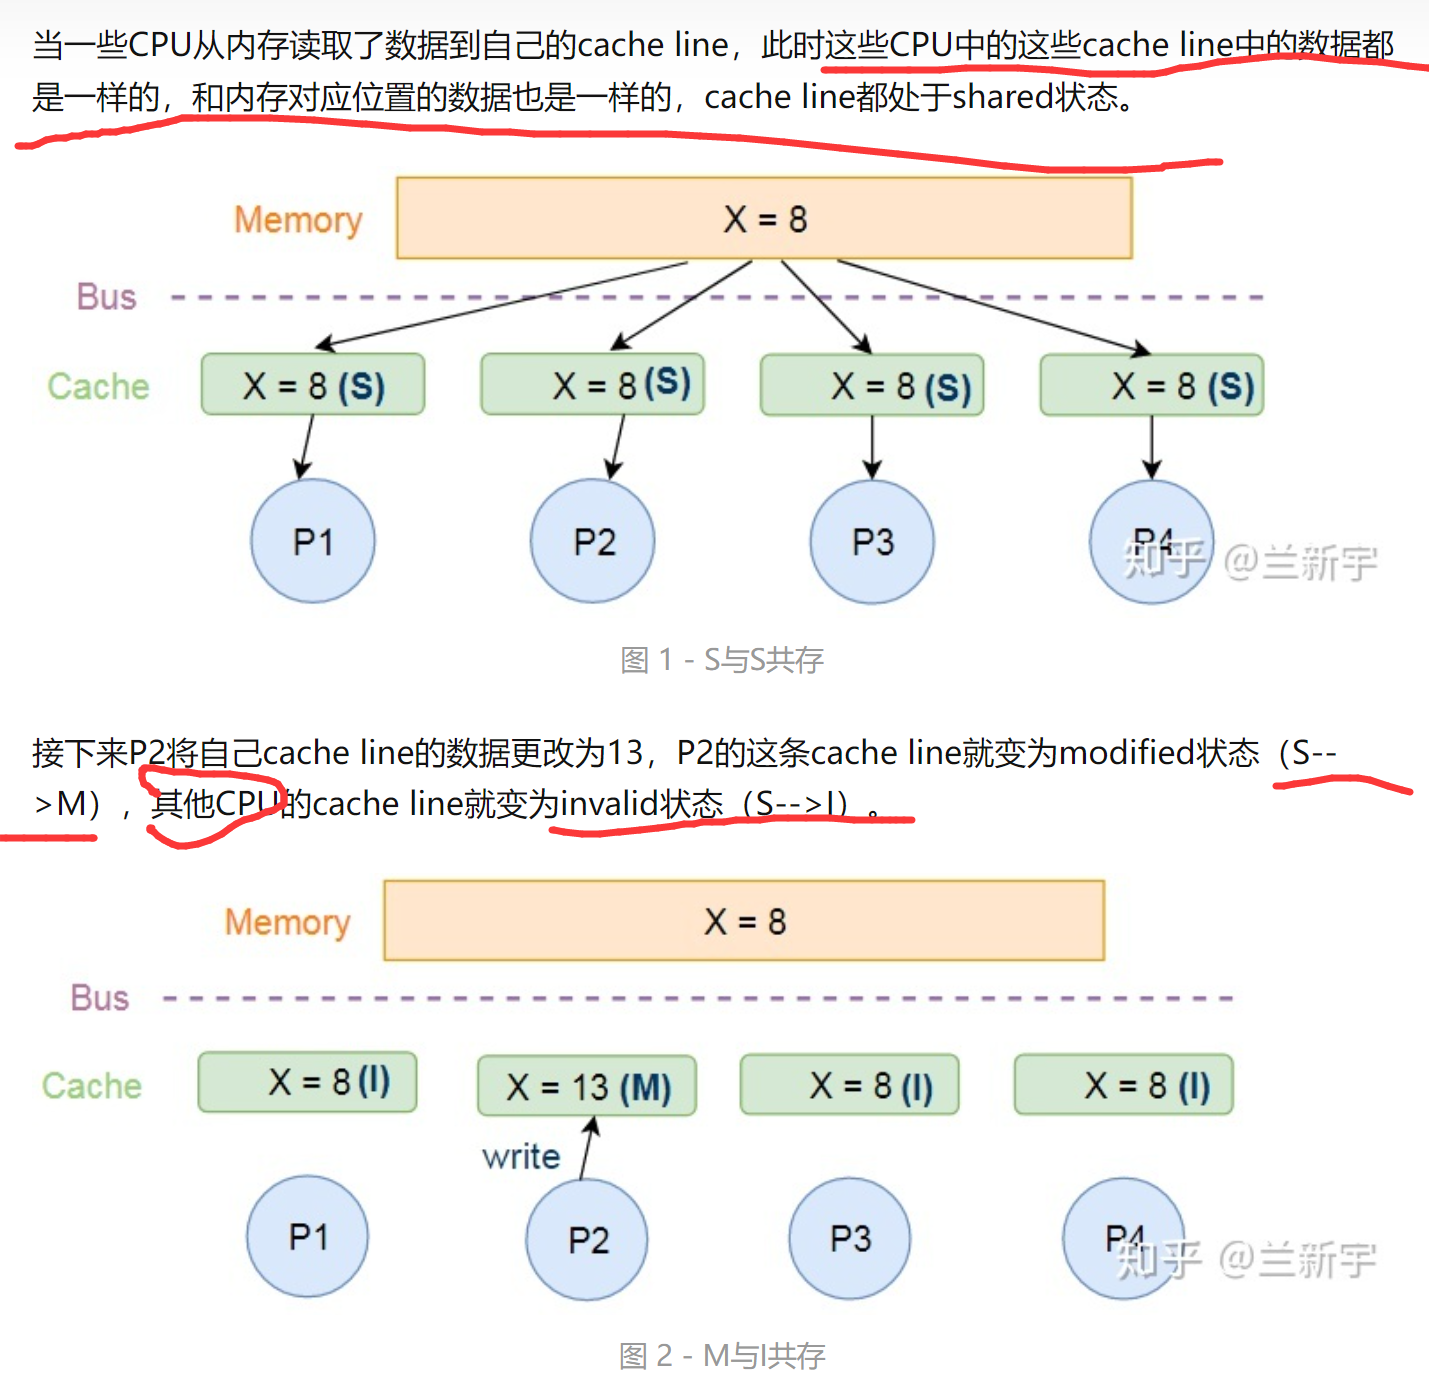 当一些CPU从内存读取了数据到自己的cache line，此时这些CPU中的这些cache line中的数据都
是一样的，和内存对应位置的数据也是一样的，cache line都处于shared状态。
Memory
X = 8
Bus
Cache
X = 8 (S)
X = 8 (S)
X = 8 (S)
X = 8 (S)
P1
P2
P3
P4
知乎 @兰新宇
图 1 - S与S共存
接下来P2将自己cache line的数据更改为13，P2的这条cache line就变为modified状态（S--
>M），其他CPU的cache line就变为invalid状态（S-->I）。
Memory
X = 8
Bus
Cache
X = 8 (I)
X = 13 (M)
X = 8 (I)
X = 8 (I)
write
P1
P2
P3
P4
知乎 @兰新宇
图 2 - M与I共存